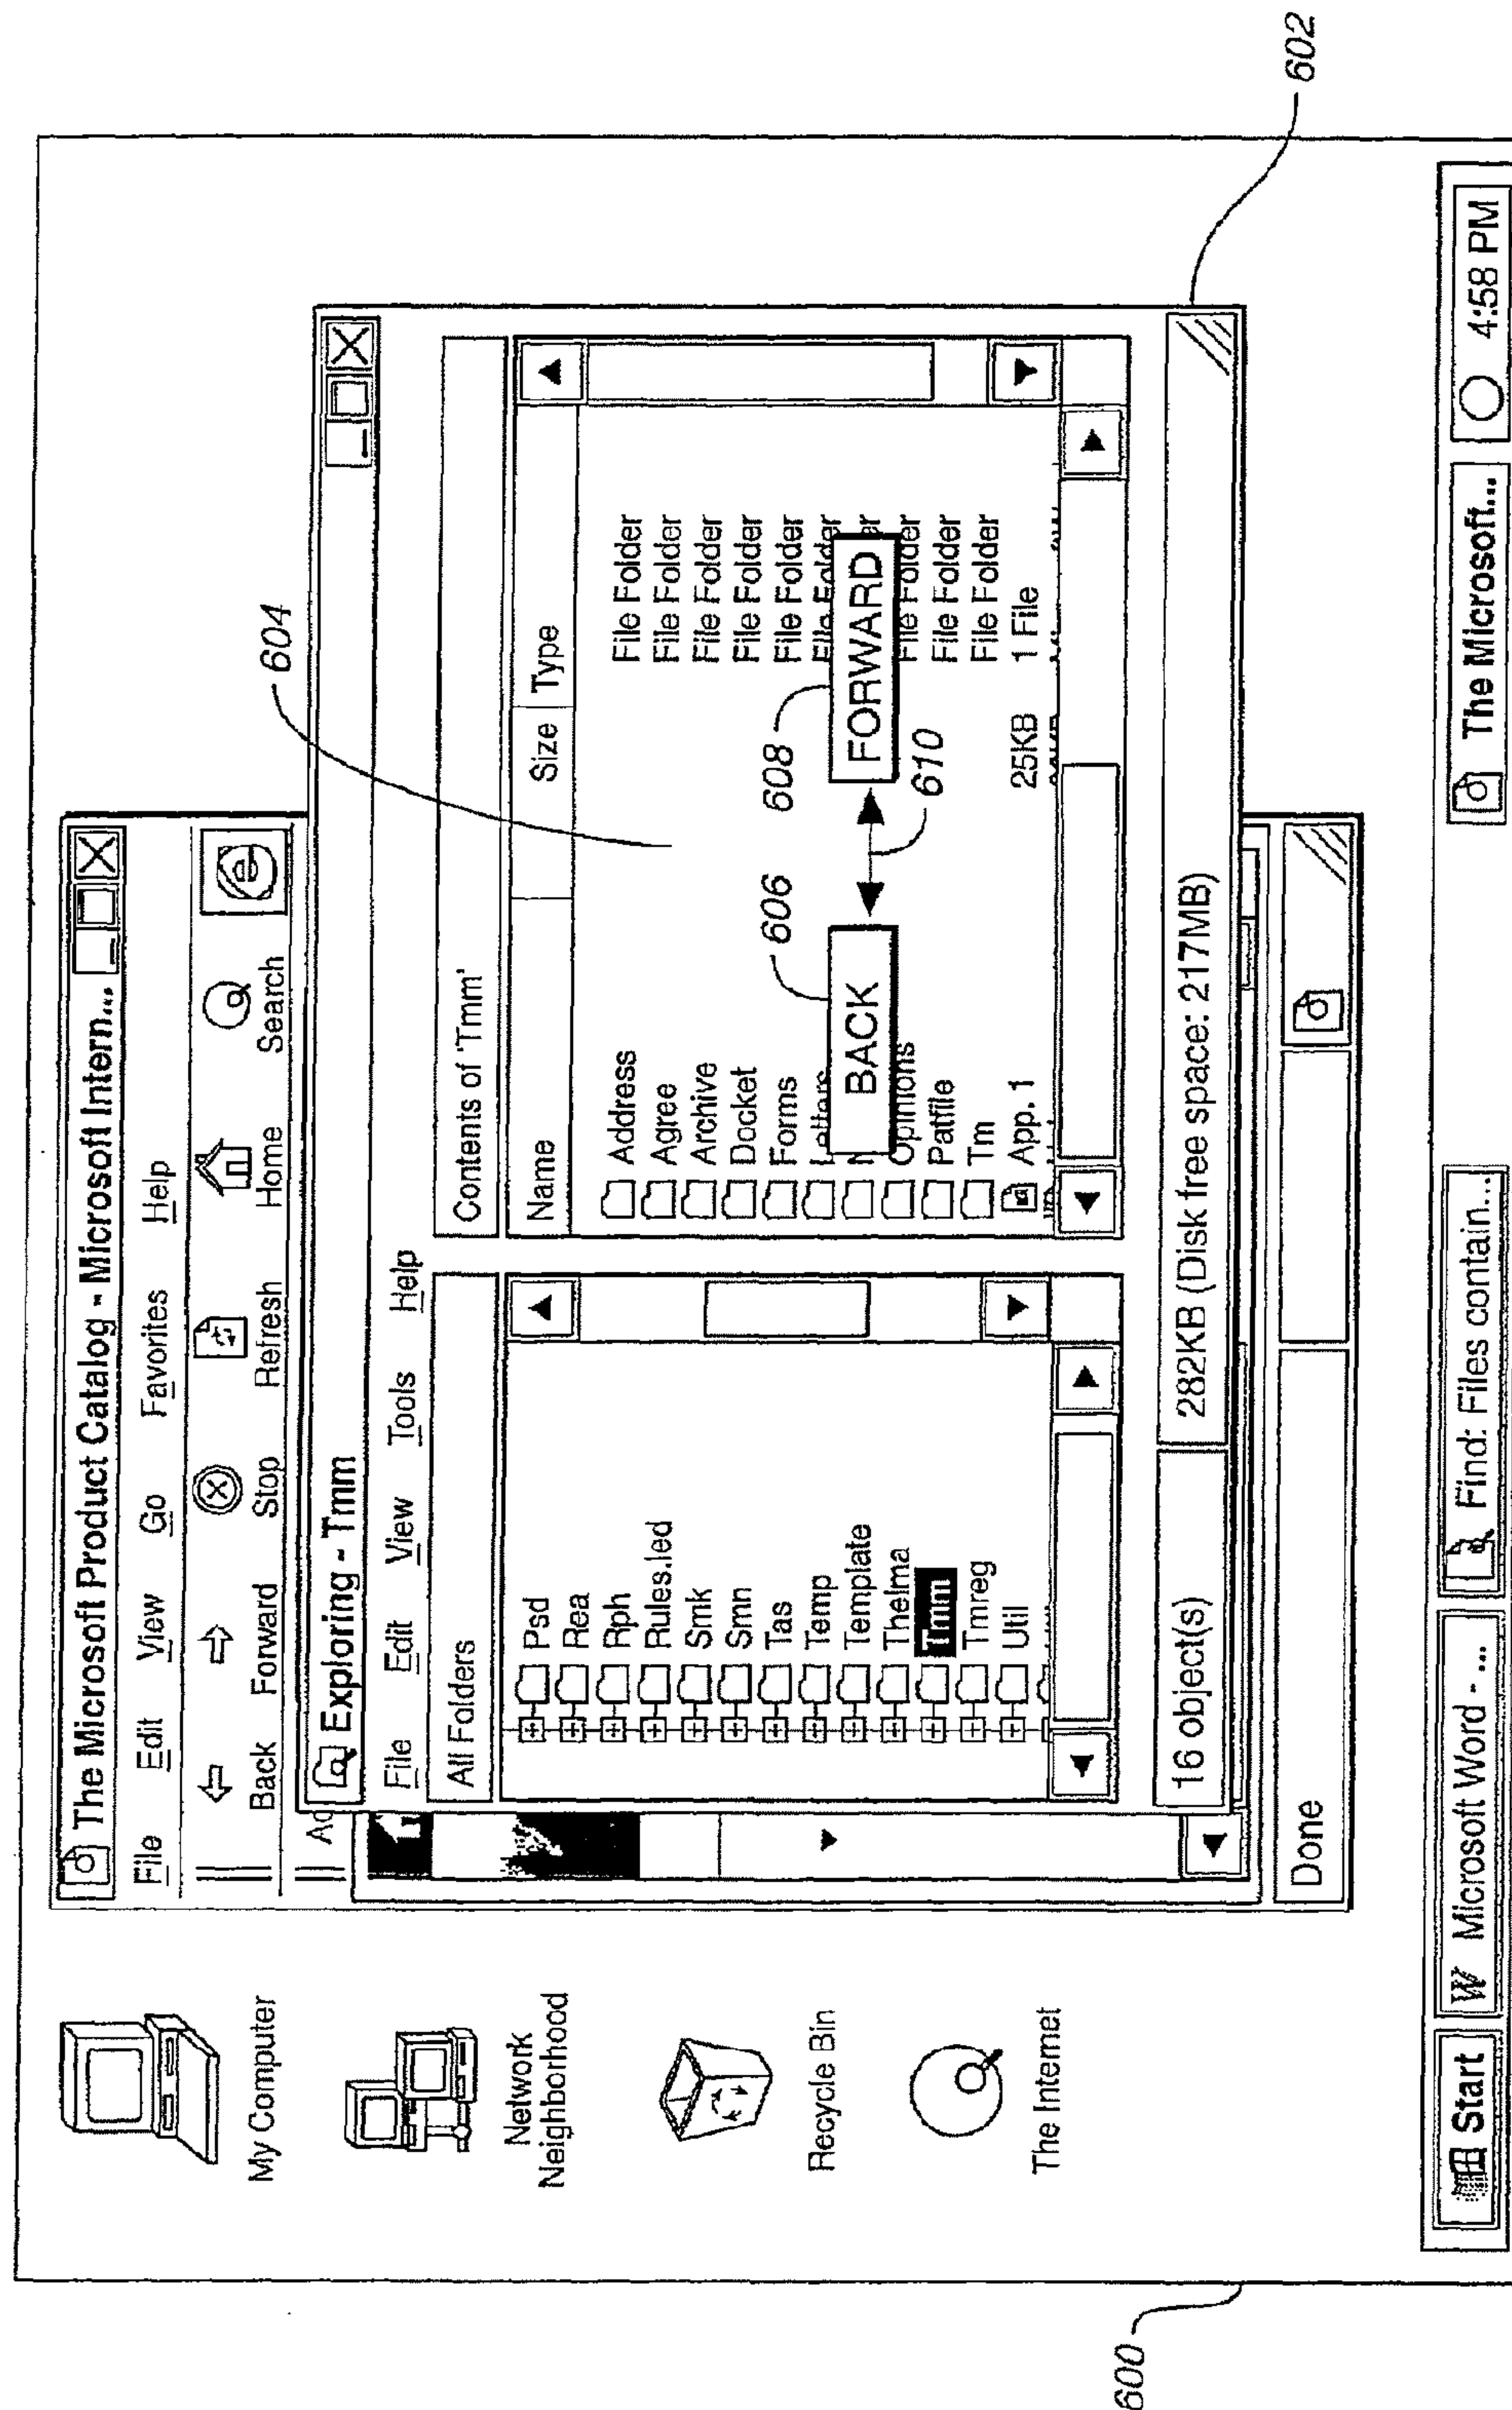 My Computer
Network
Neighborhood
Recycle Bin
The Internet
The Microsoft Product Catalog - Microsoft Intern...
File Edit View Go Favorites Help
Back Forward Stop Refresh Home Search
Exploring - Tmm
File Edit View Tools Help
All Folders
Psd
Rea
Rph
Rules.led
Smk
Smn
Tas
Temp
Template
Thelma
Tmm
Tmreg
Util
Contents of 'Tmm'
Name Size Type
Address File Folder
Agree File Folder
Archive File Folder
Docket File Folder
Forms File Folder
Letters File Folder
Opinions File Folder
Patfile File Folder
Tm File Folder
App. 1 25KB 1 File
BACK FORWARD
604
606
608
610
16 object(s) 282KB (Disk free space: 217MB)
Done
Start W Microsoft Word - ... Find: Files contain... The Microsoft... 4:58 PM
600
602